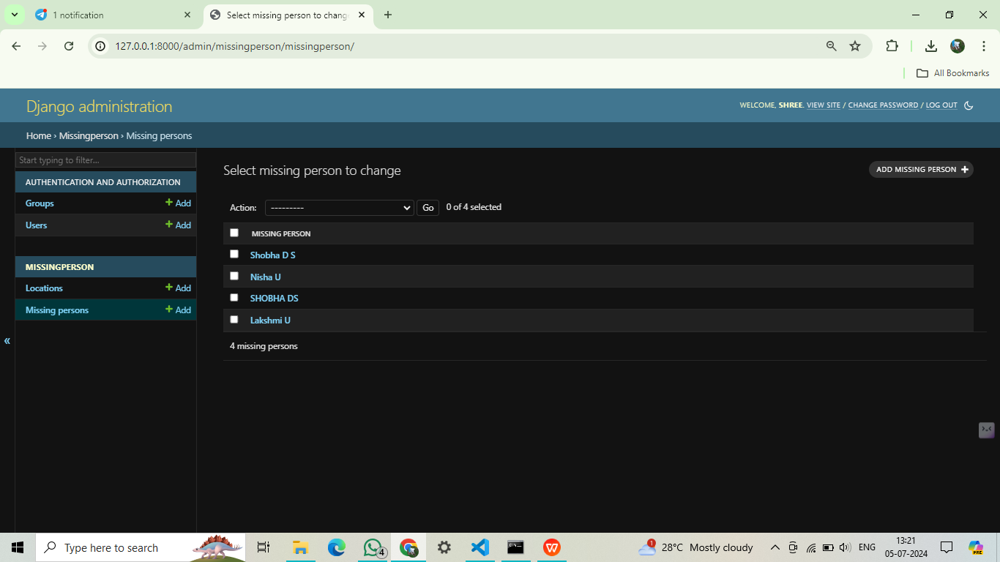 1 notification
Select missing person to chang
127.0.0.1:8000/admin/missingperson/missingperson/
All Bookmarks
Django administration
WELCOME, SHREE. VIEW SITE / CHANGE PASSWORD / LOG OUT
Home › Missingperson › Missing persons
Start typing to filter...
AUTHENTICATION AND AUTHORIZATION
Groups + Add
Users + Add
MISSINGPERSON
Locations + Add
Missing persons + Add
«
Select missing person to change
ADD MISSING PERSON +
Action: --------- Go 0 of 4 selected
MISSING PERSON
Shobha D S
Nisha U
SHOBHA DS
Lakshmi U
4 missing persons
Type here to search
4
1
28°C Mostly cloudy
ENG
13:21
05-07-2024
PRE